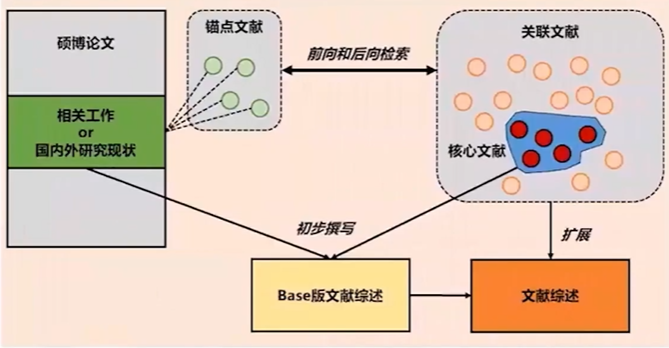 硕博论文
锚点文献
前向和后向检索
关联文献
相关工作
or
国内外研究现状
核心文献
初步撰写
扩展
Base版文献综述
文献综述